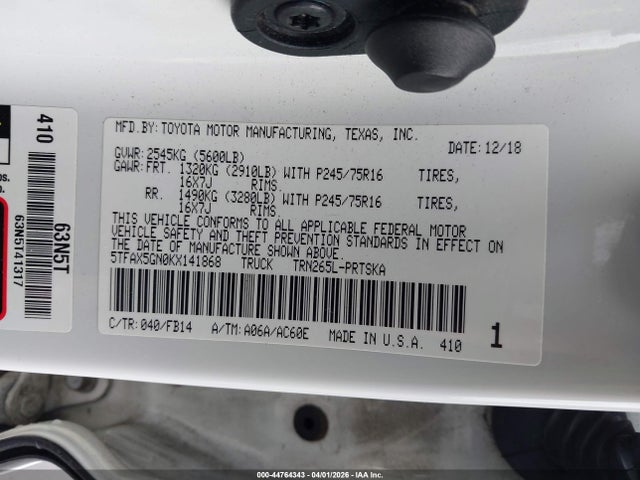 MFD.BY: TOYOTA MOTOR MANUFACTURING, TEXAS, INC.
DATE: 12/18
GVWR: 2545KG (5600LB)
GAWR: FRT. 1320KG (2910LB) WITH P245/75R16 TIRES,
16X7J RIMS.
RR. 1490KG (3280LB) WITH P245/75R16 TIRES,
16X7J RIMS.
THIS VEHICLE CONFORMS TO ALL APPLICABLE FEDERAL MOTOR
VEHICLE SAFETY AND THEFT PREVENTION STANDARDS IN EFFECT ON
THE DATE OF MANUFACTURE SHOWN ABOVE.
5TFAX5GN0KX141868 TRUCK TRN265L-PRTSKA
C/TR: 040/FB14 A/TM: A06A/AC60E MADE IN U.S.A. 410
1
410
63N5T
63N5T41317
bs.
p.
000-44764343 - 04/01/2026 - IAAI.COM